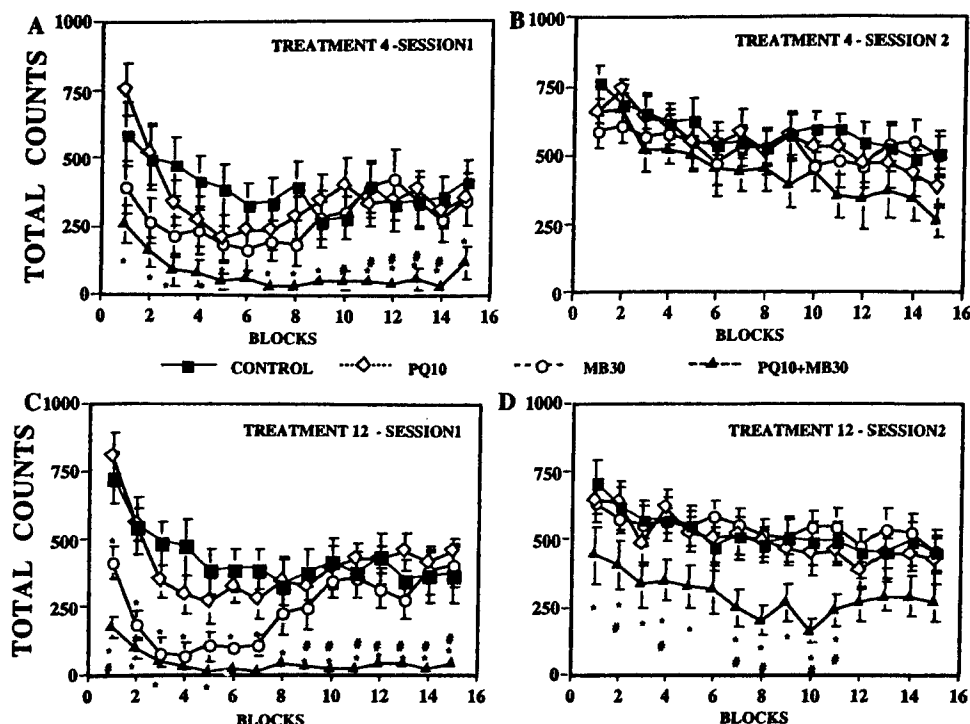 A
TREATMENT 4 -SESSION1
TOTAL COUNTS
1000
750
500
250
0
0 2 4 6 8 10 12 14 16
BLOCKS
B
TREATMENT 4 - SESSION 2
1000
750
500
250
0
0 2 4 6 8 10 12 14 16
BLOCKS
CONTROL PQ10 MB30 PQ10+MB30
C
TREATMENT 12 - SESSION1
TOTAL COUNTS
1000
750
500
250
0
0 2 4 6 8 10 12 14 16
BLOCKS
D
TREATMENT 12 - SESSION2
1000
750
500
250
0
0 2 4 6 8 10 12 14 16
BLOCKS